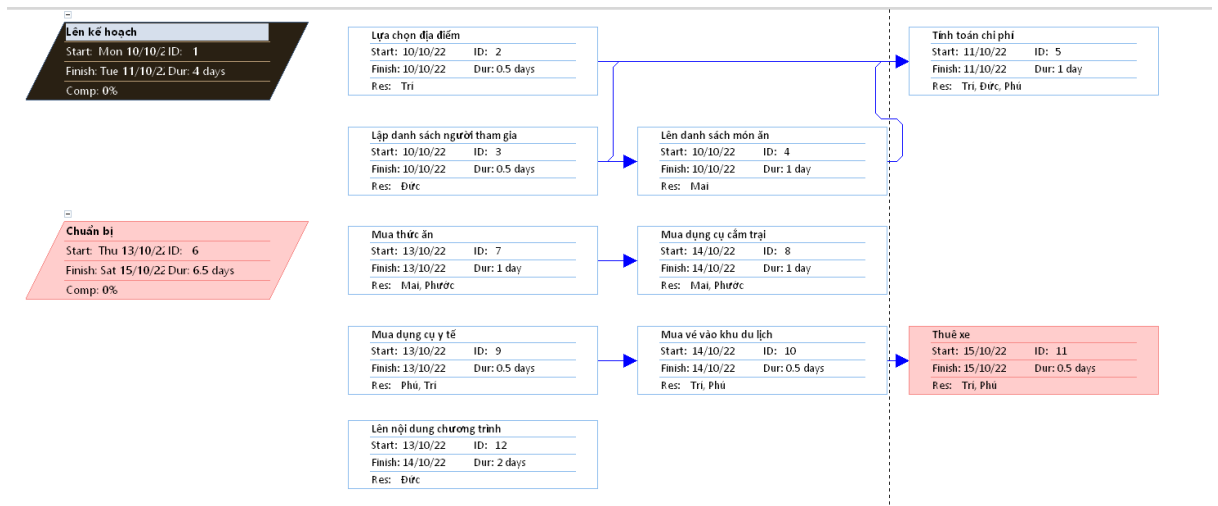 Lên kế hoạch
Start: Mon 10/10/2 ID: 1
Finish: Tue 11/10/2 Dur: 4 days
Comp: 0%
Lựa chọn địa điểm
Start: 10/10/22 ID: 2
Finish: 10/10/22 Dur: 0.5 days
Res: Trí
Tính toán chi phí
Start: 11/10/22 ID: 5
Finish: 11/10/22 Dur: 1 day
Res: Trí, Đức, Phú
Lập danh sách người tham gia
Start: 10/10/22 ID: 3
Finish: 10/10/22 Dur: 0.5 days
Res: Đức
Lên danh sách món ăn
Start: 10/10/22 ID: 4
Finish: 10/10/22 Dur: 1 day
Res: Mai
Chuẩn bị
Start: Thu 13/10/22 ID: 6
Finish: Sat 15/10/22 Dur: 6.5 days
Comp: 0%
Mua thức ăn
Start: 13/10/22 ID: 7
Finish: 13/10/22 Dur: 1 day
Res: Mai, Phước
Mua dụng cụ cắm trại
Start: 14/10/22 ID: 8
Finish: 14/10/22 Dur: 1 day
Res: Mai, Phước
Mua dụng cụ y tế
Start: 13/10/22 ID: 9
Finish: 13/10/22 Dur: 0.5 days
Res: Phú, Trí
Mua vé vào khu du lịch
Start: 14/10/22 ID: 10
Finish: 14/10/22 Dur: 0.5 days
Res: Trí, Phú
Thuê xe
Start: 15/10/22 ID: 11
Finish: 15/10/22 Dur: 0.5 days
Res: Trí, Phú
Lên nội dung chương trình
Start: 13/10/22 ID: 12
Finish: 14/10/22 Dur: 2 days
Res: Đức